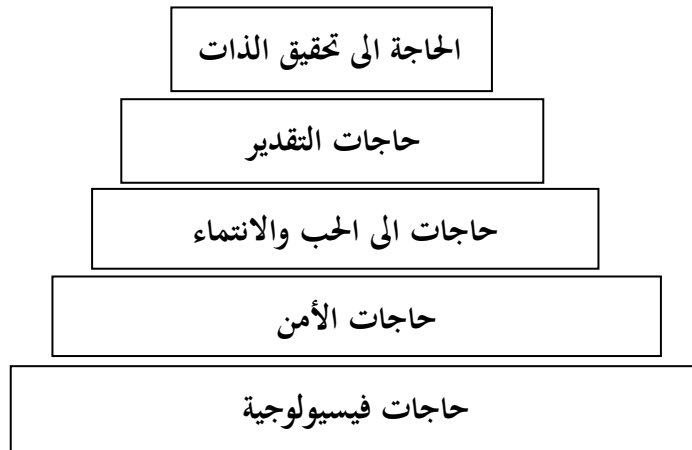 الحاجة الى تحقيق الذات
حاجات التقدير
حاجات الى الحب والانتماء
حاجات الأمن
حاجات فيسيولوجية